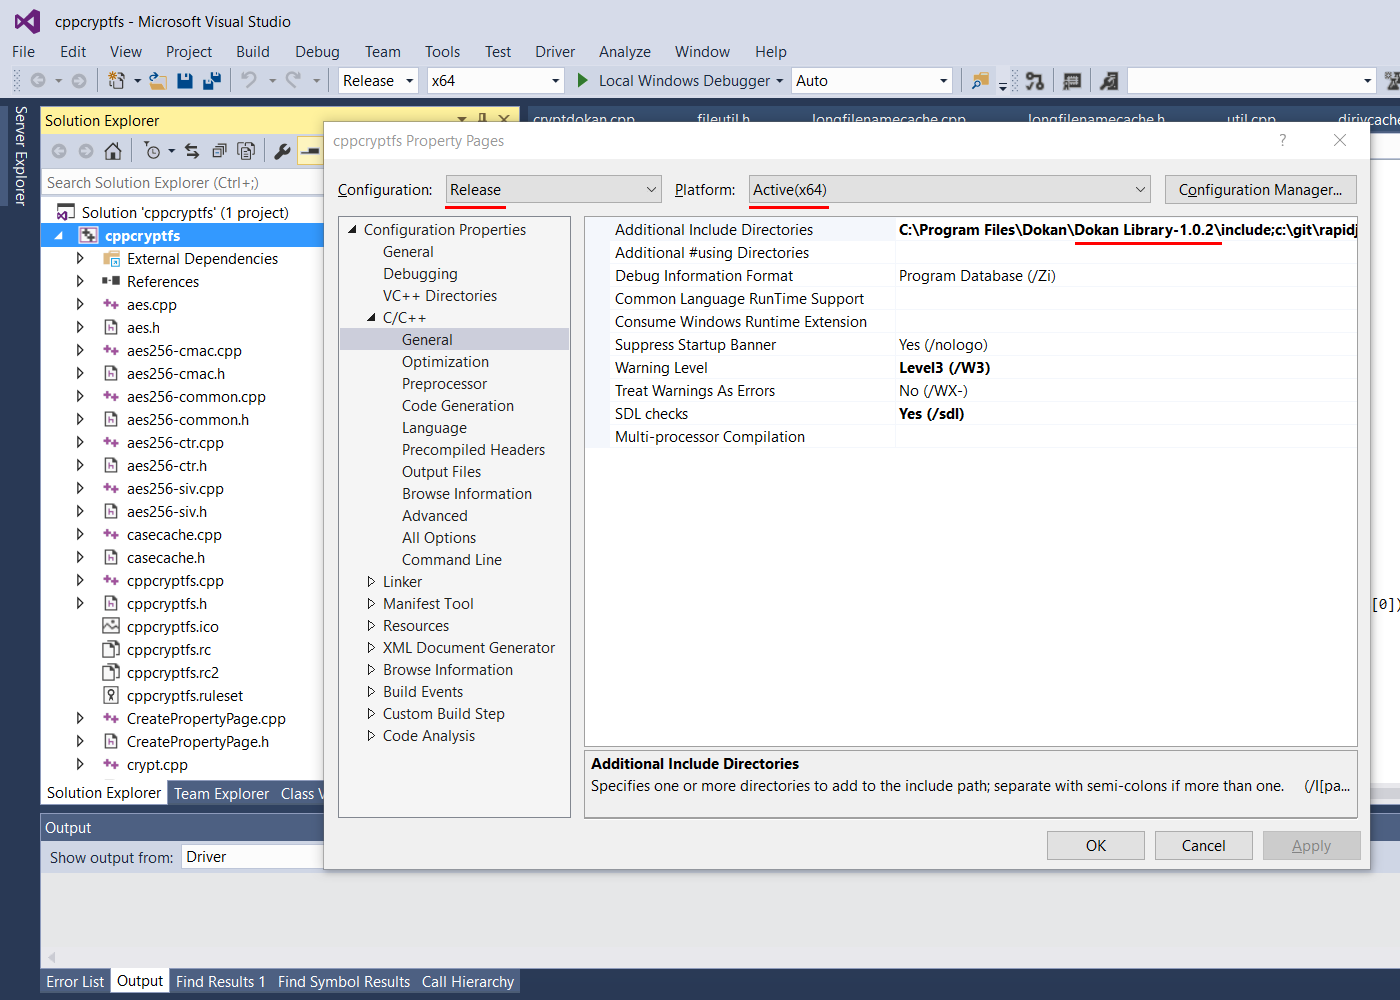 cppcryptfs - Microsoft Visual Studio
File Edit View Project Build Debug Team Tools Test Driver Analyze Window Help
Release x64 Local Windows Debugger Auto
Server Explorer
Solution Explorer
Search Solution Explorer (Ctrl+;)
Solution 'cppcryptfs' (1 project)
cppcryptfs
External Dependencies
References
aes.cpp
aes.h
aes256-cmac.cpp
aes256-cmac.h
aes256-common.cpp
aes256-common.h
aes256-ctr.cpp
aes256-ctr.h
aes256-siv.cpp
aes256-siv.h
casecache.cpp
casecache.h
cppcryptfs.cpp
cppcryptfs.h
cppcryptfs.ico
cppcryptfs.rc
cppcryptfs.rc2
cppcryptfs.ruleset
CreatePropertyPage.cpp
CreatePropertyPage.h
crypt.cpp
Solution Explorer Team Explorer Class V
cryptdokan.cpp fileutil.h longfilenamecache.cpp longfilenamecache.h util.cpp dirivcache
cppcryptfs Property Pages ?
Configuration: Release Platform: Active(x64) Configuration Manager...
Configuration Properties
General
Debugging
VC++ Directories
C/C++
General
Optimization
Preprocessor
Code Generation
Language
Precompiled Headers
Output Files
Browse Information
Advanced
All Options
Command Line
Linker
Manifest Tool
Resources
XML Document Generator
Browse Information
Build Events
Custom Build Step
Code Analysis
Additional Include Directories C:\Program Files\Dokan\Dokan Library-1.0.2\include;c:\git\rapidj
Additional #using Directories
Debug Information Format Program Database (/Zi)
Common Language RunTime Support
Consume Windows Runtime Extension
Suppress Startup Banner Yes (/nologo)
Warning Level Level3 (/W3)
Treat Warnings As Errors No (/WX-)
SDL checks Yes (/sdl)
Multi-processor Compilation
Additional Include Directories
Specifies one or more directories to add to the include path; separate with semi-colons if more than one. (/I[pa...
OK Cancel Apply
[0])
Output
Show output from: Driver
Error List Output Find Results 1 Find Symbol Results Call Hierarchy